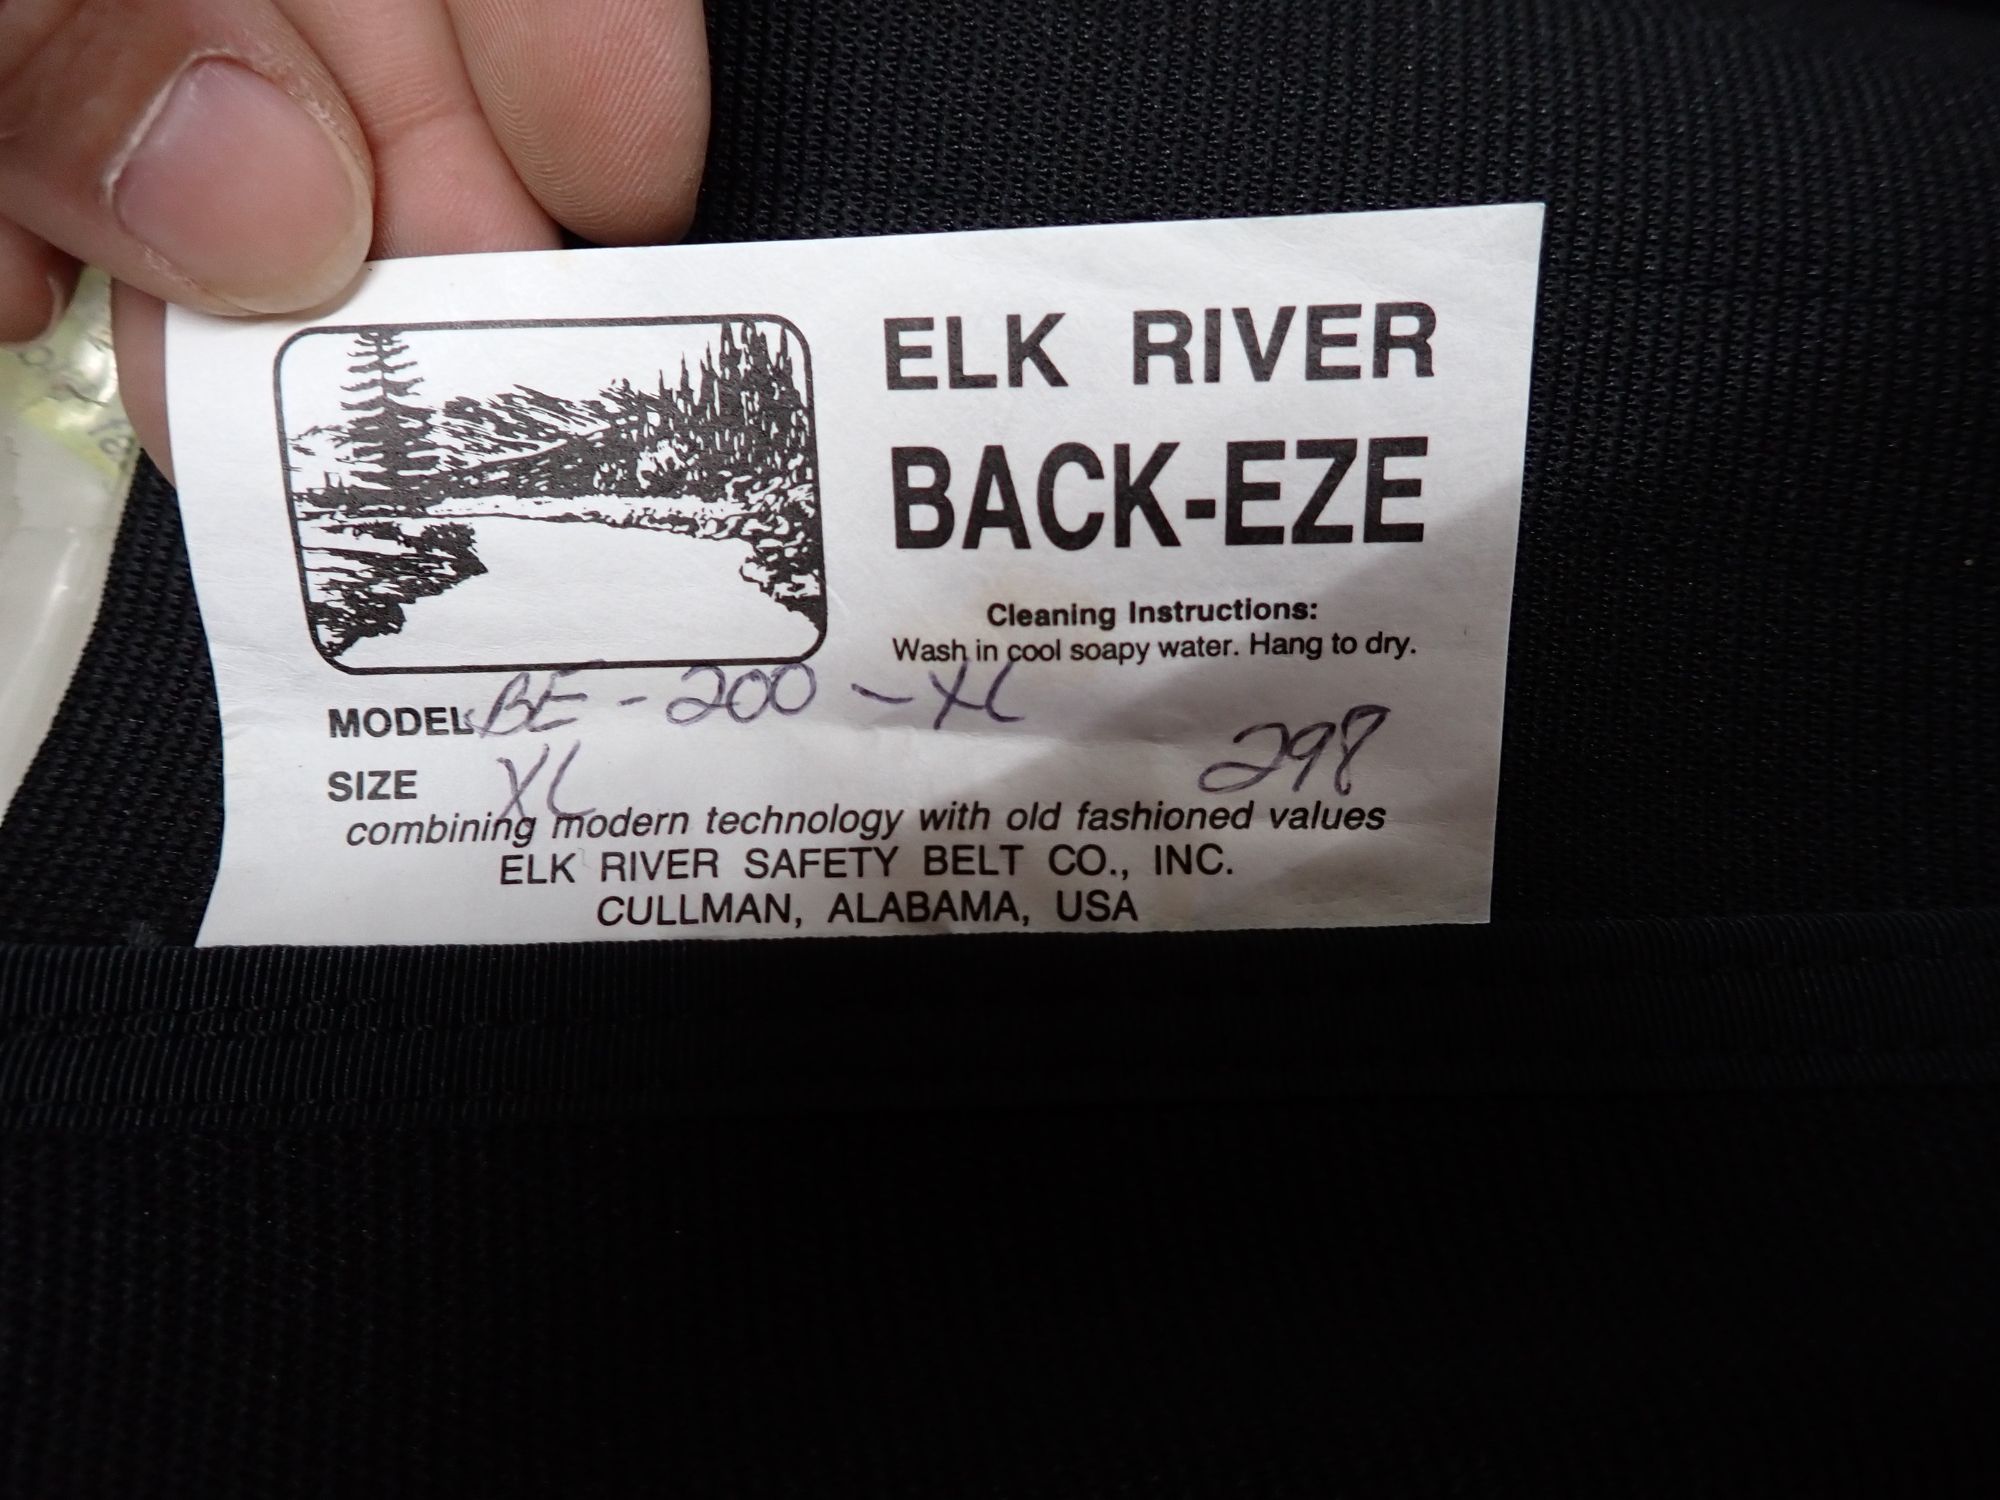 ELK RIVER
BACK-EZE
Cleaning Instructions:
Wash in cool soapy water. Hang to dry.
MODEL BE-200-XL
SIZE XL 298
combining modern technology with old fashioned values
ELK RIVER SAFETY BELT CO., INC.
CULLMAN, ALABAMA, USA